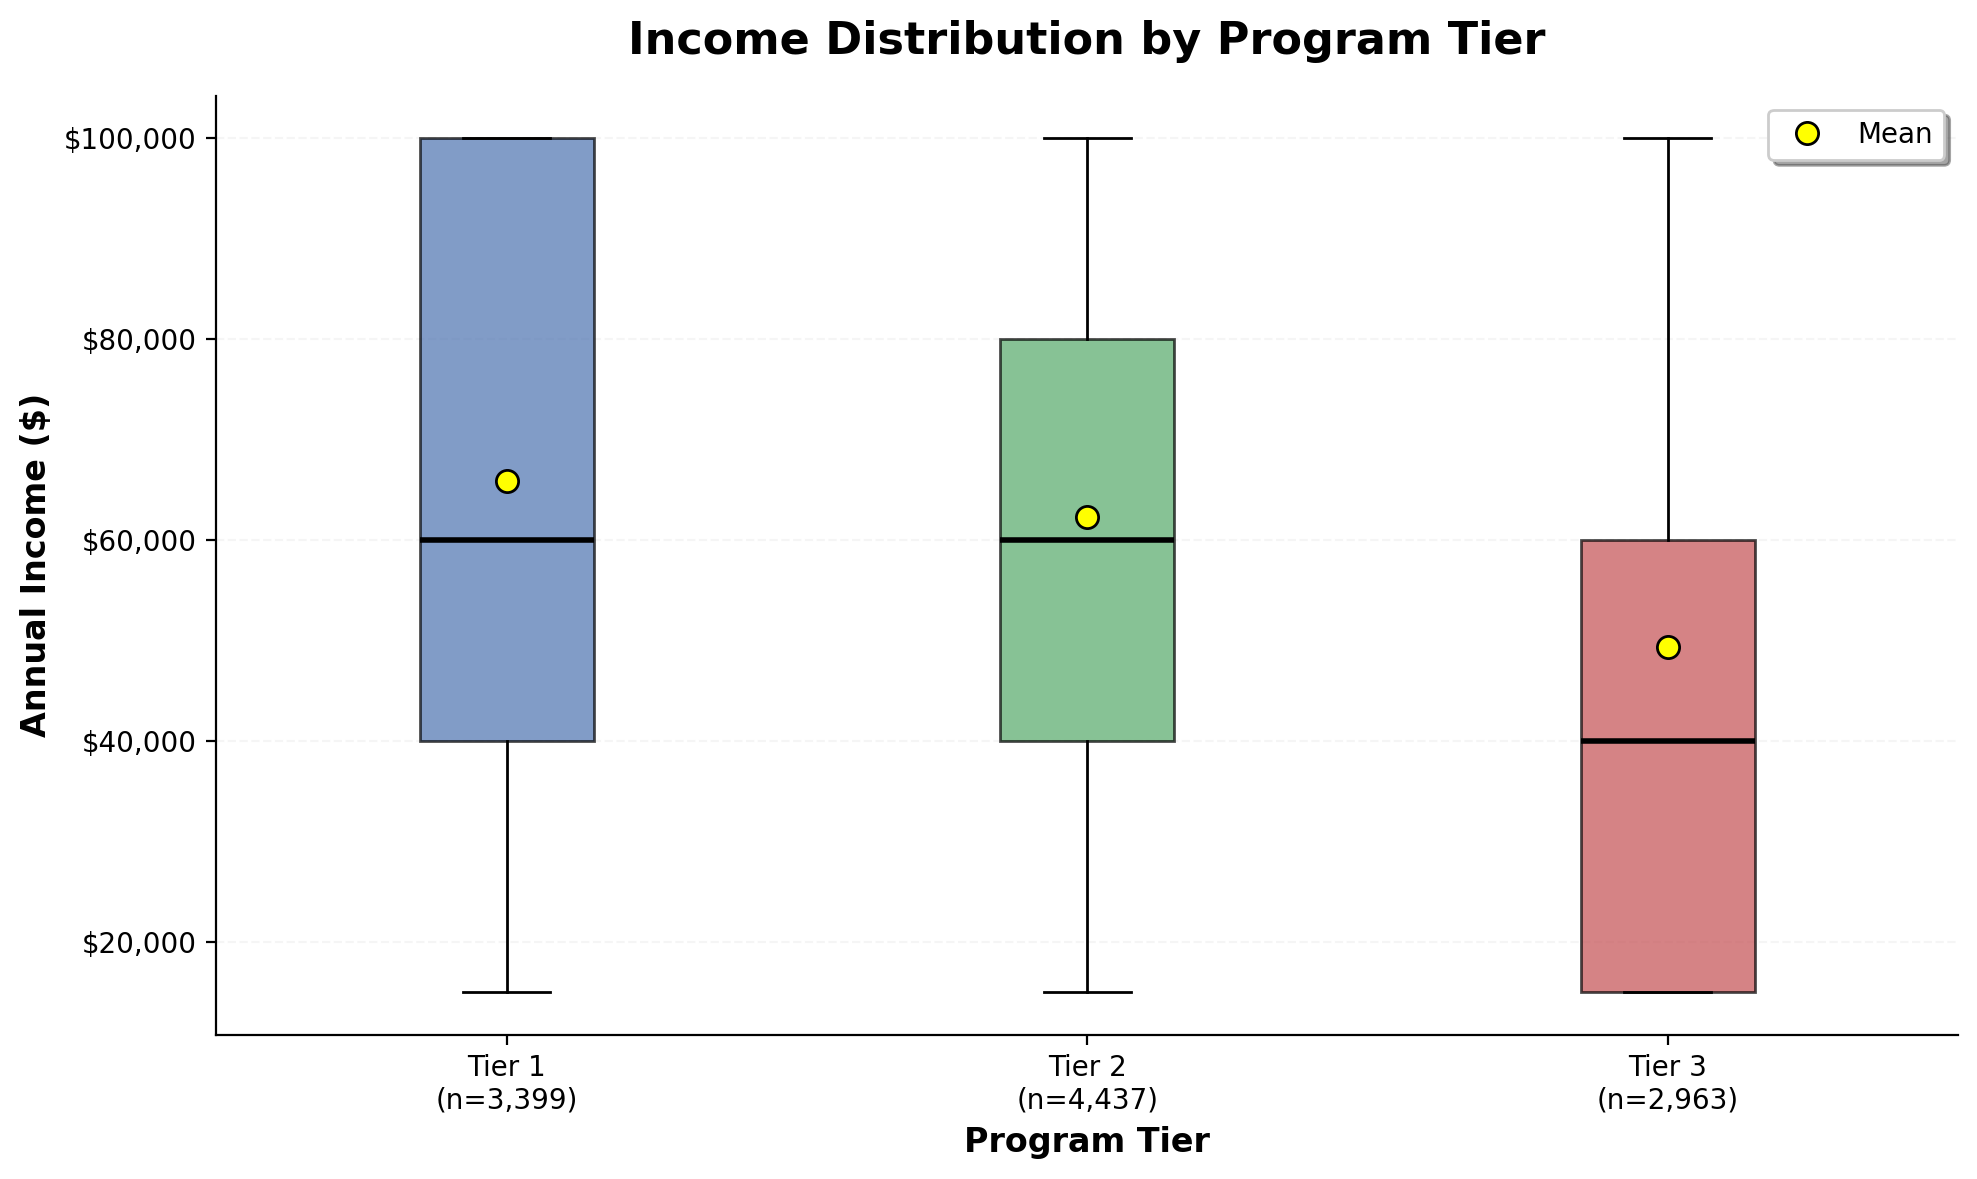 Income Distribution by Program Tier
Mean
Annual Income ($)
$100,000
$80,000
$60,000
$40,000
$20,000
Tier 1
(n=3,399)
Tier 2
(n=4,437)
Tier 3
(n=2,963)
Program Tier